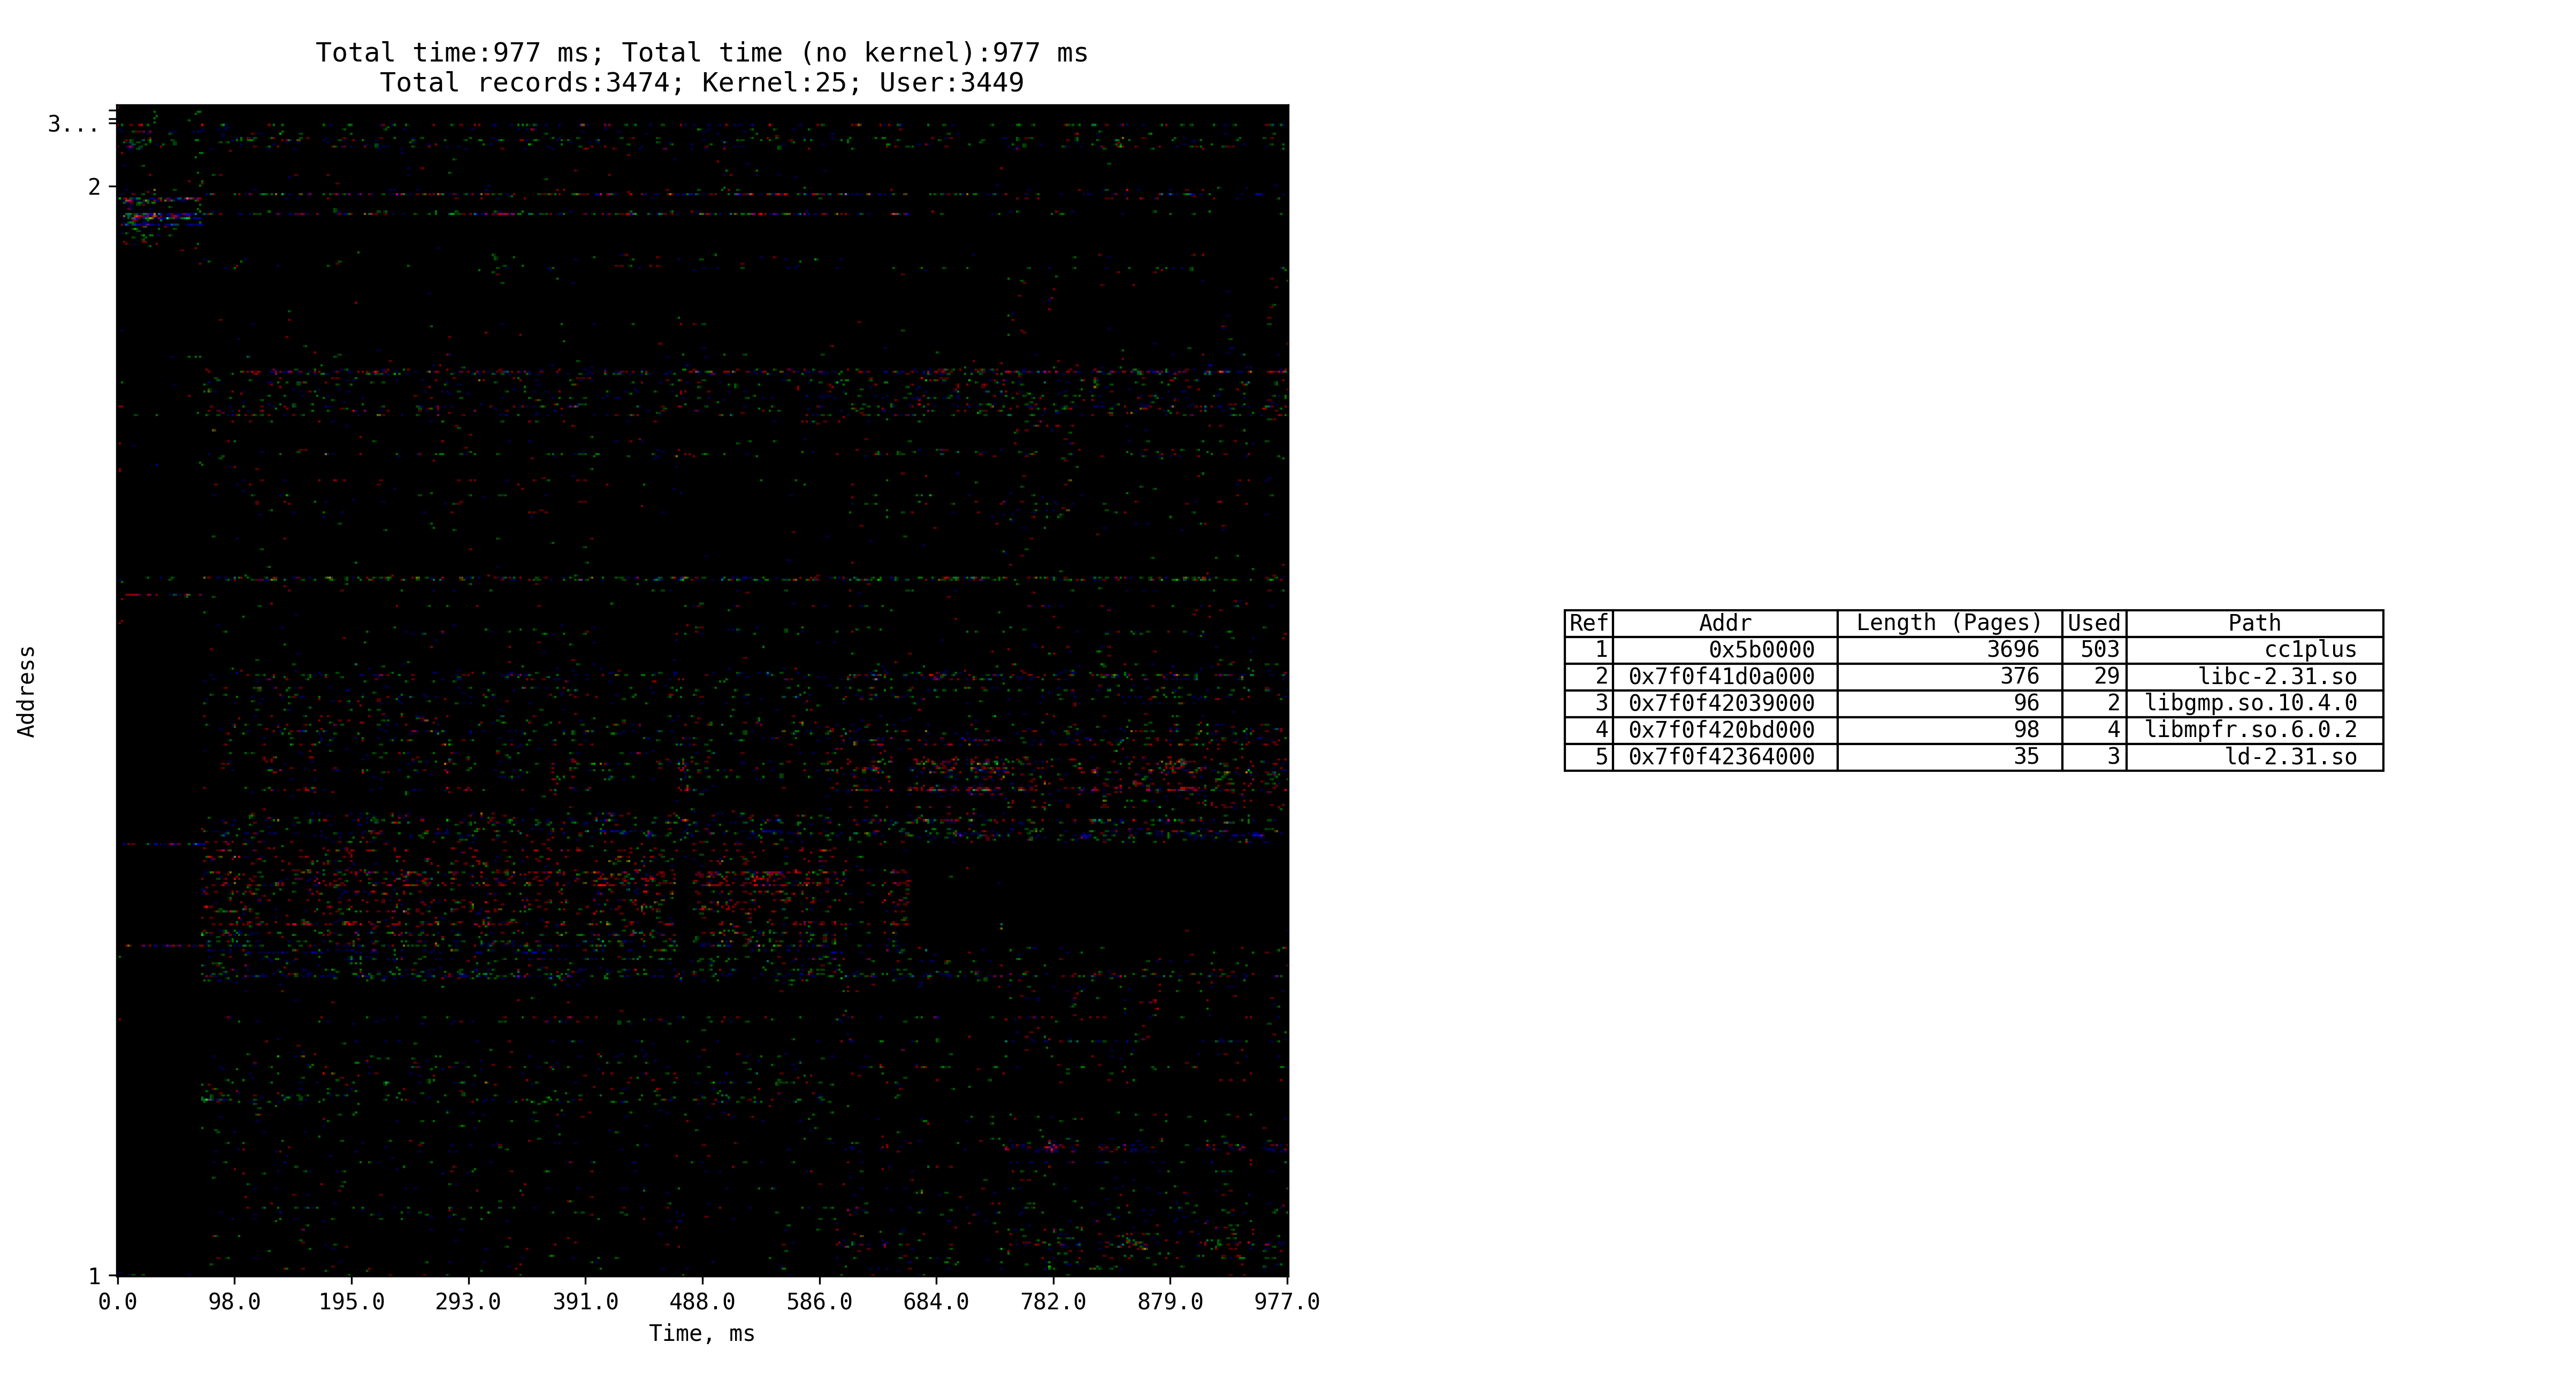 Total time:977 ms; Total time (no kernel):977 ms
Total records:3474; Kernel:25; User:3449
3...
2
1
Address
0.0 98.0 195.0 293.0 391.0 488.0 586.0 684.0 782.0 879.0 977.0
Time, ms
Ref Addr Length (Pages) Used Path
1 0x5b0000 3696 503 cc1plus
2 0x7f0f41d0a000 376 29 libc-2.31.so
3 0x7f0f42039000 96 2 libgmp.so.10.4.0
4 0x7f0f420bd000 98 4 libmpfr.so.6.0.2
5 0x7f0f42364000 35 3 ld-2.31.so